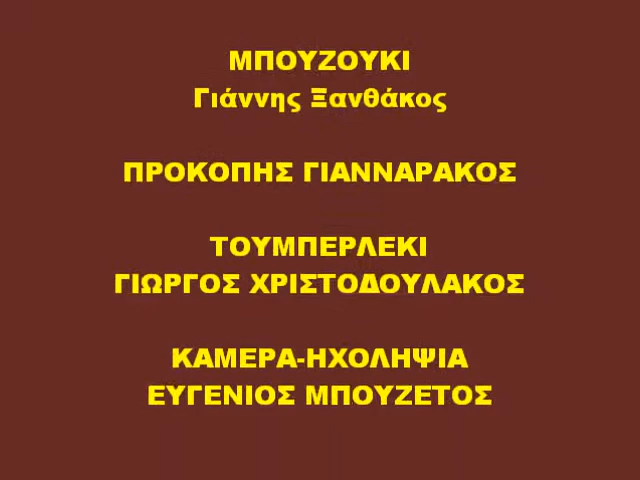 ΜΠΟΥΖΟΥΚΙ
Γιάννης Ξανθάκος
ΠΡΟΚΟΠΗΣ ΓΙΑΝΝΑΡΑΚΟΣ
ΤΟΥΜΠΕΡΛΕΚΙ
ΓΙΩΡΓΟΣ ΧΡΙΣΤΟΔΟΥΛΑΚΟΣ
ΚΑΜΕΡΑ-ΗΧΟΛΗΨΙΑ
ΕΥΓΕΝΙΟΣ ΜΠΟΥΖΕΤΟΣ